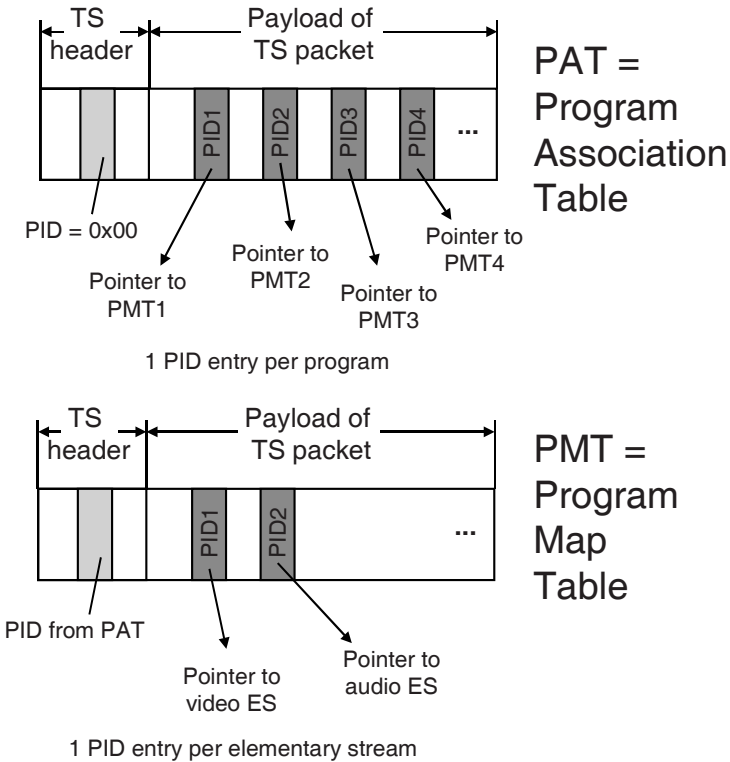 TS
header
Payload of
TS packet
PAT =
Program
Association
Table
PID1
PID2
PID3
PID4
...
PID = 0x00
Pointer to
PMT1
Pointer to
PMT2
Pointer to
PMT3
Pointer to
PMT4
1 PID entry per program
TS
header
Payload of
TS packet
PMT =
Program
Map
Table
PID1
PID2
...
PID from PAT
Pointer to
video ES
Pointer to
audio ES
1 PID entry per elementary stream